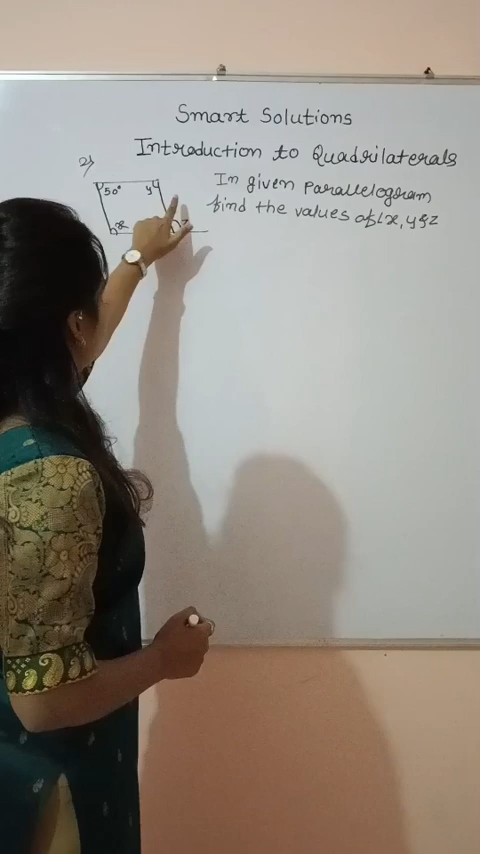 Smart Solutions
Introduction to Quadrilaterals
2)
In given parallelogram
find the values of ∠x, y & z
50°
y
x
z